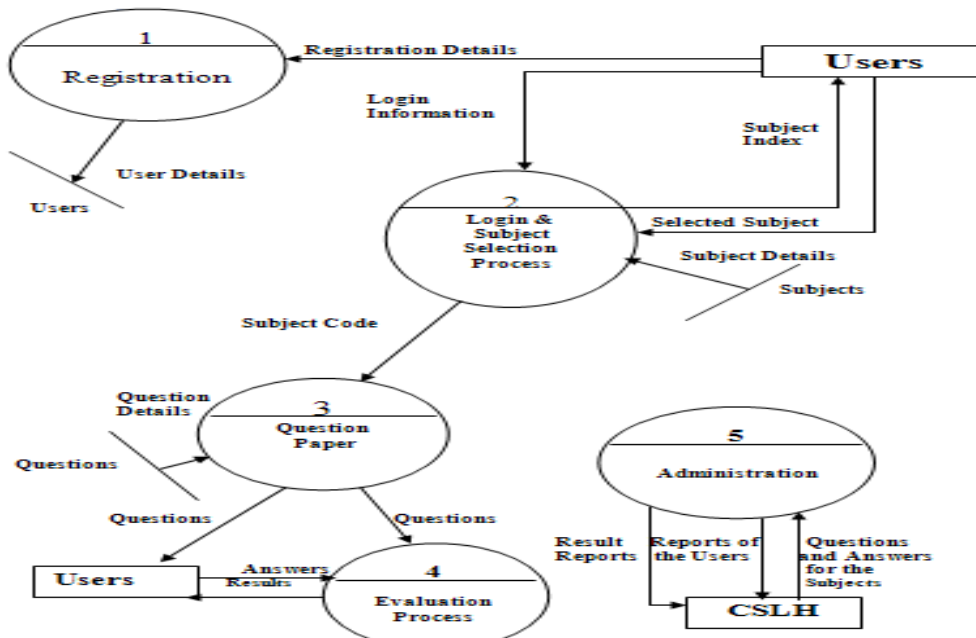 1
Registration
Registration Details
Users
Login
Information
Subject
Index
User Details
Users
2
Login &
Subject
Selection
Process
Selected Subject
Subject Details
Subjects
Subject Code
Question
Details
3
Question
Paper
Questions
5
Administration
Questions
Questions
Result
Reports
Reports of
the Users
Questions
and Answers
for the
Subjects
Users
Answers
Results
4
Evaluation
Process
CSLH